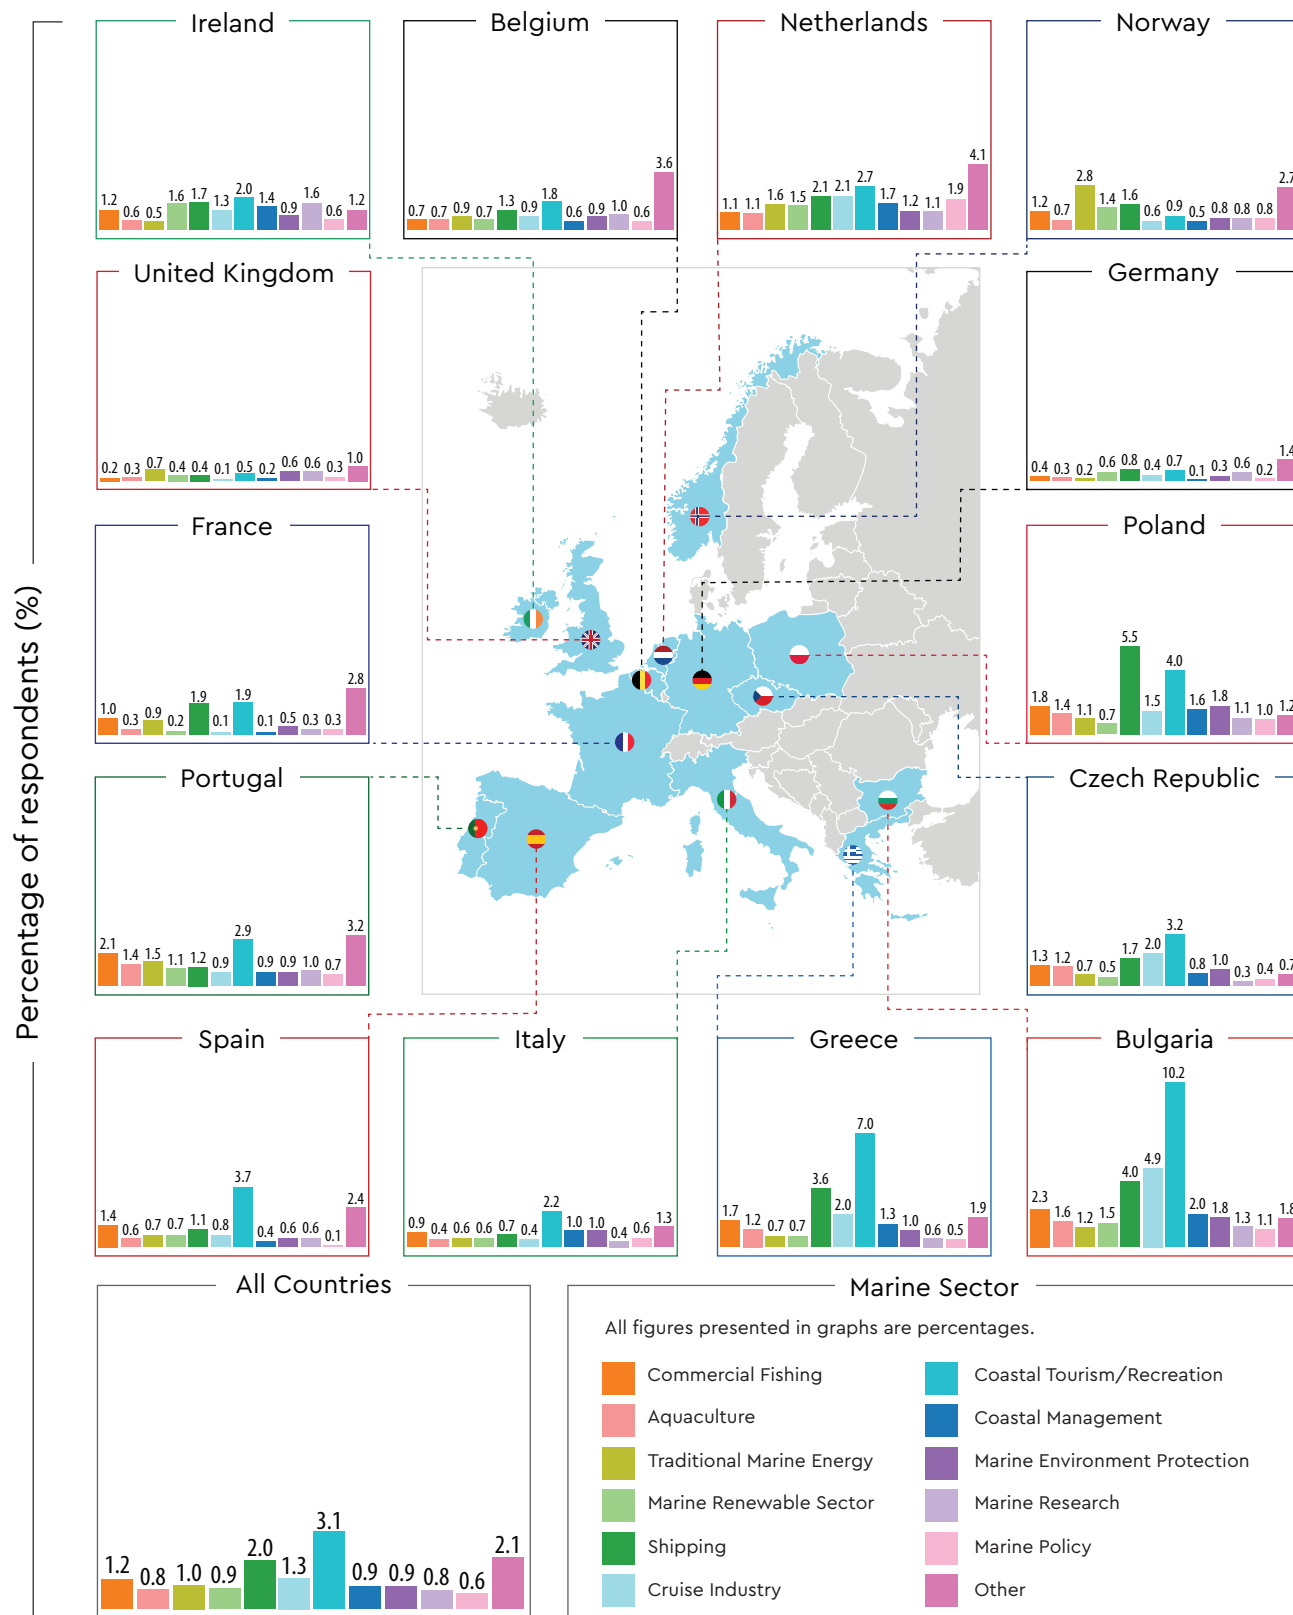 Percentage of respondents (%)
Ireland
1.2 0.6 0.5 1.6 1.7 1.3 2.0 1.4 0.9 1.6 0.6 1.2
Belgium
0.7 0.7 0.9 0.7 1.3 0.9 1.8 0.6 0.9 1.0 0.6 3.6
Netherlands
1.1 1.1 1.6 1.5 2.1 2.1 2.7 1.7 1.2 1.1 1.9 4.1
Norway
1.2 0.7 2.8 1.4 1.6 0.6 0.9 0.5 0.8 0.8 0.8 2.7
United Kingdom
0.2 0.3 0.7 0.4 0.4 0.1 0.5 0.2 0.6 0.6 0.3 1.0
Germany
0.4 0.3 0.2 0.6 0.8 0.4 0.7 0.1 0.3 0.6 0.2 1.4
France
1.0 0.3 0.9 0.2 1.9 0.1 1.9 0.1 0.5 0.3 0.3 2.8
Poland
1.8 1.4 1.1 0.7 5.5 1.5 4.0 1.6 1.8 1.1 1.0 1.2
Portugal
2.1 1.4 1.5 1.1 1.2 0.9 2.9 0.9 0.9 1.0 0.7 3.2
Czech Republic
1.3 1.2 0.7 0.5 1.7 2.0 3.2 0.8 1.0 0.3 0.4 0.7
Spain
1.4 0.6 0.7 0.7 1.1 0.8 3.7 0.4 0.6 0.6 0.1 2.4
Italy
0.9 0.4 0.6 0.6 0.7 0.4 2.2 1.0 1.0 0.4 0.6 1.3
Greece
1.7 1.2 0.7 0.7 3.6 2.0 7.0 1.3 1.0 0.6 0.5 1.9
Bulgaria
2.3 1.6 1.2 1.5 4.0 4.9 10.2 2.0 1.8 1.3 1.1 1.8
All Countries
1.2 0.8 1.0 0.9 2.0 1.3 3.1 0.9 0.9 0.8 0.6 2.1
Marine Sector
All figures presented in graphs are percentages.
Commercial Fishing
Aquaculture
Traditional Marine Energy
Marine Renewable Sector
Shipping
Cruise Industry
Coastal Tourism/Recreation
Coastal Management
Marine Environment Protection
Marine Research
Marine Policy
Other